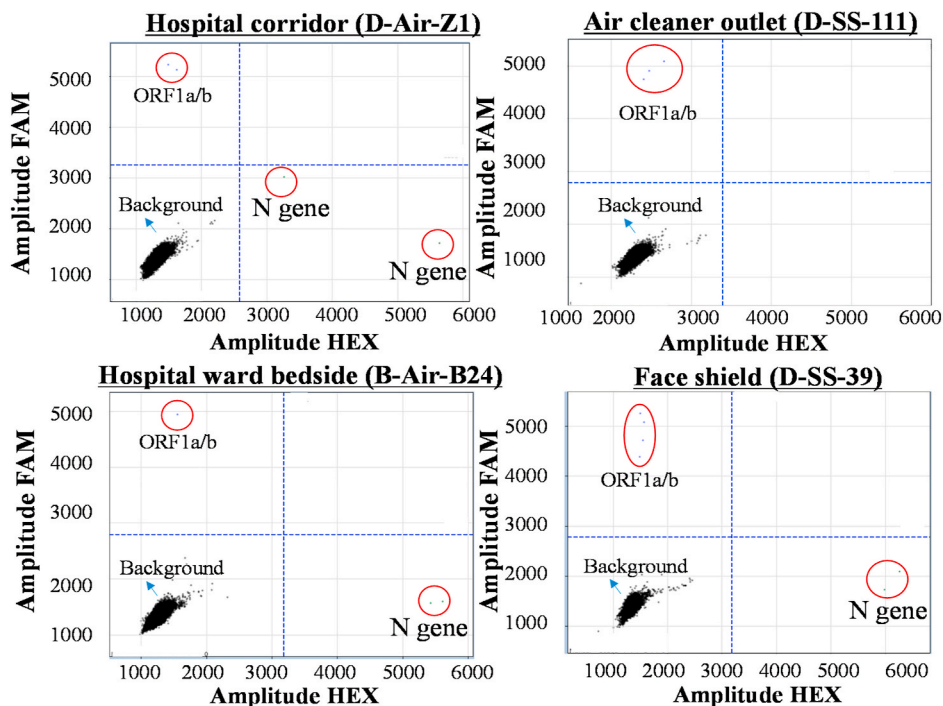 Hospital corridor (D-Air-Z1)
Amplitude FAM
5000
4000
3000
2000
1000
ORF1a/b
N gene
Background
N gene
1000 2000 3000 4000 5000 6000
Amplitude HEX
Air cleaner outlet (D-SS-111)
Amplitude FAM
5000
4000
3000
2000
1000
ORF1a/b
Background
1000 2000 3000 4000 5000 6000
Amplitude HEX
Hospital ward bedside (B-Air-B24)
Amplitude FAM
5000
4000
3000
2000
1000
ORF1a/b
Background
N gene
0 1000 2000 3000 4000 5000 6000
Amplitude HEX
Face shield (D-SS-39)
Amplitude FAM
5000
4000
3000
2000
1000
ORF1a/b
Background
N gene
0 1000 2000 3000 4000 5000 6000
Amplitude HEX